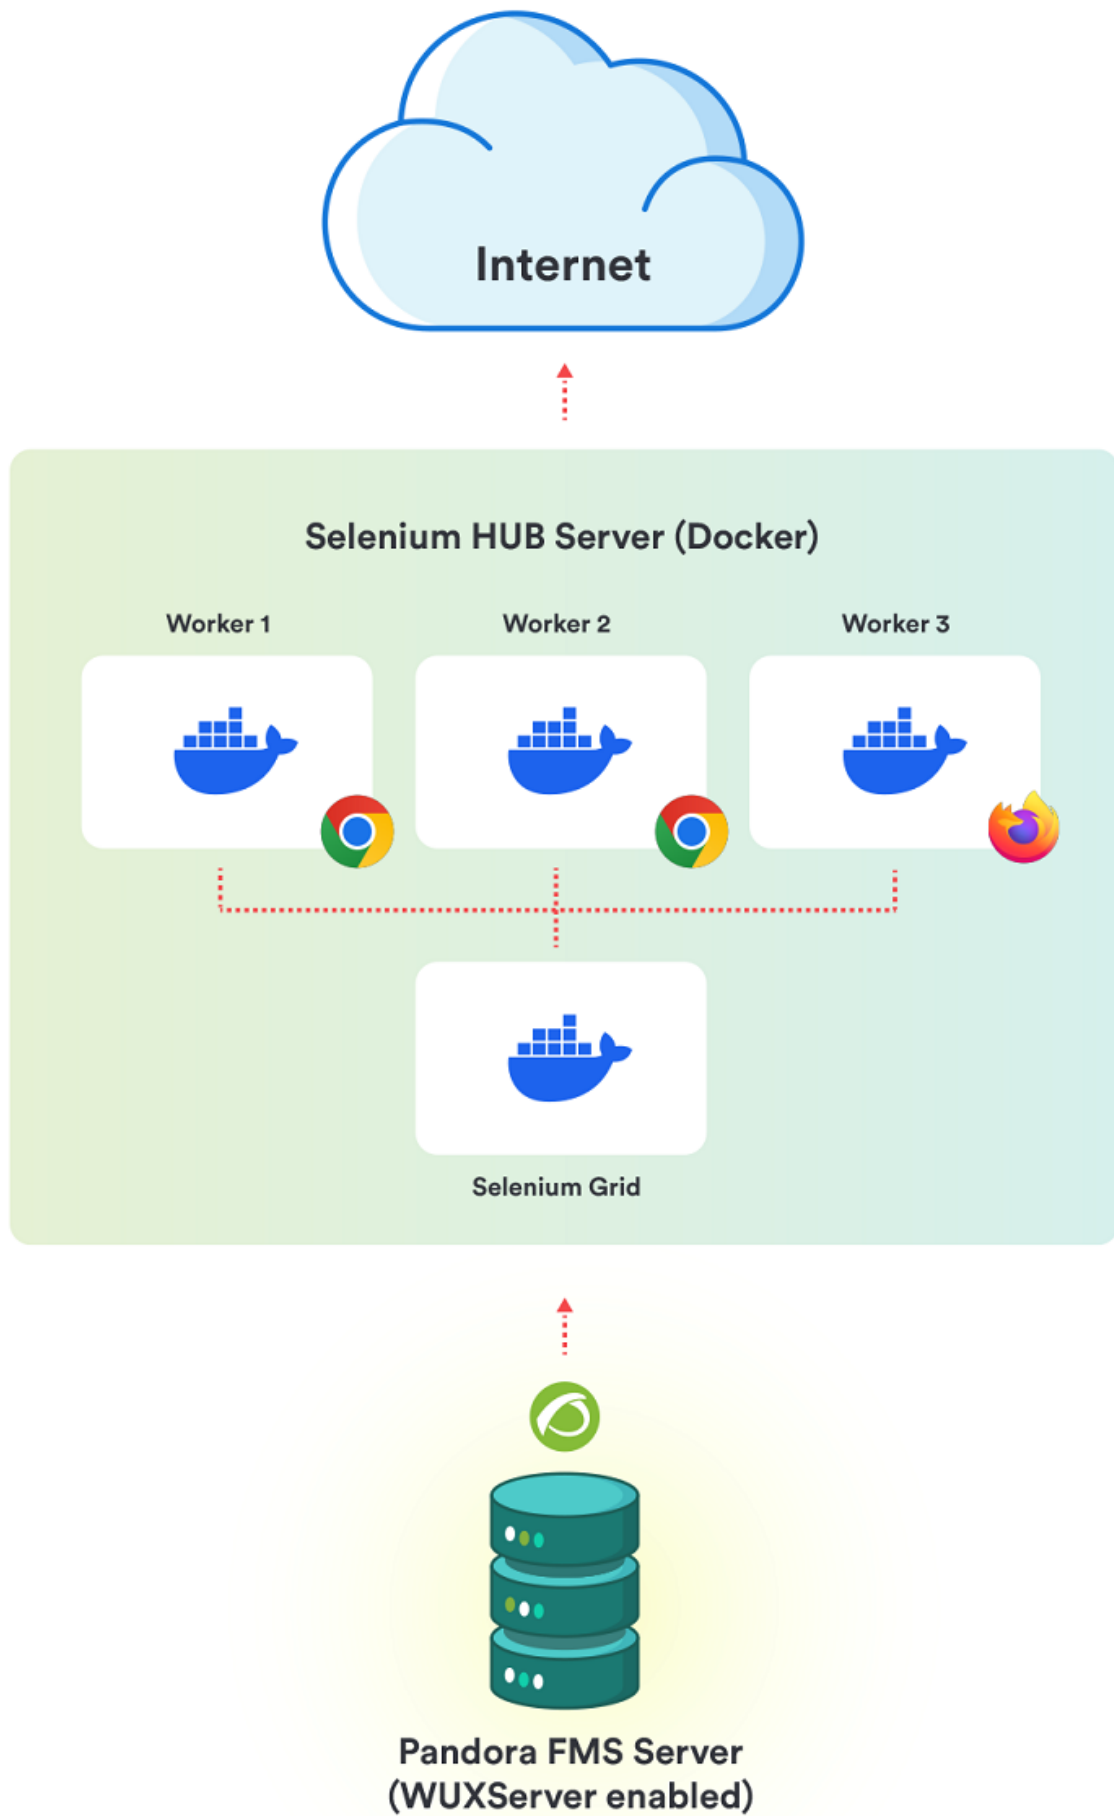 Internet
Selenium HUB Server (Docker)
Worker 1
Worker 2
Worker 3
Selenium Grid
Pandora FMS Server
(WUXServer enabled)